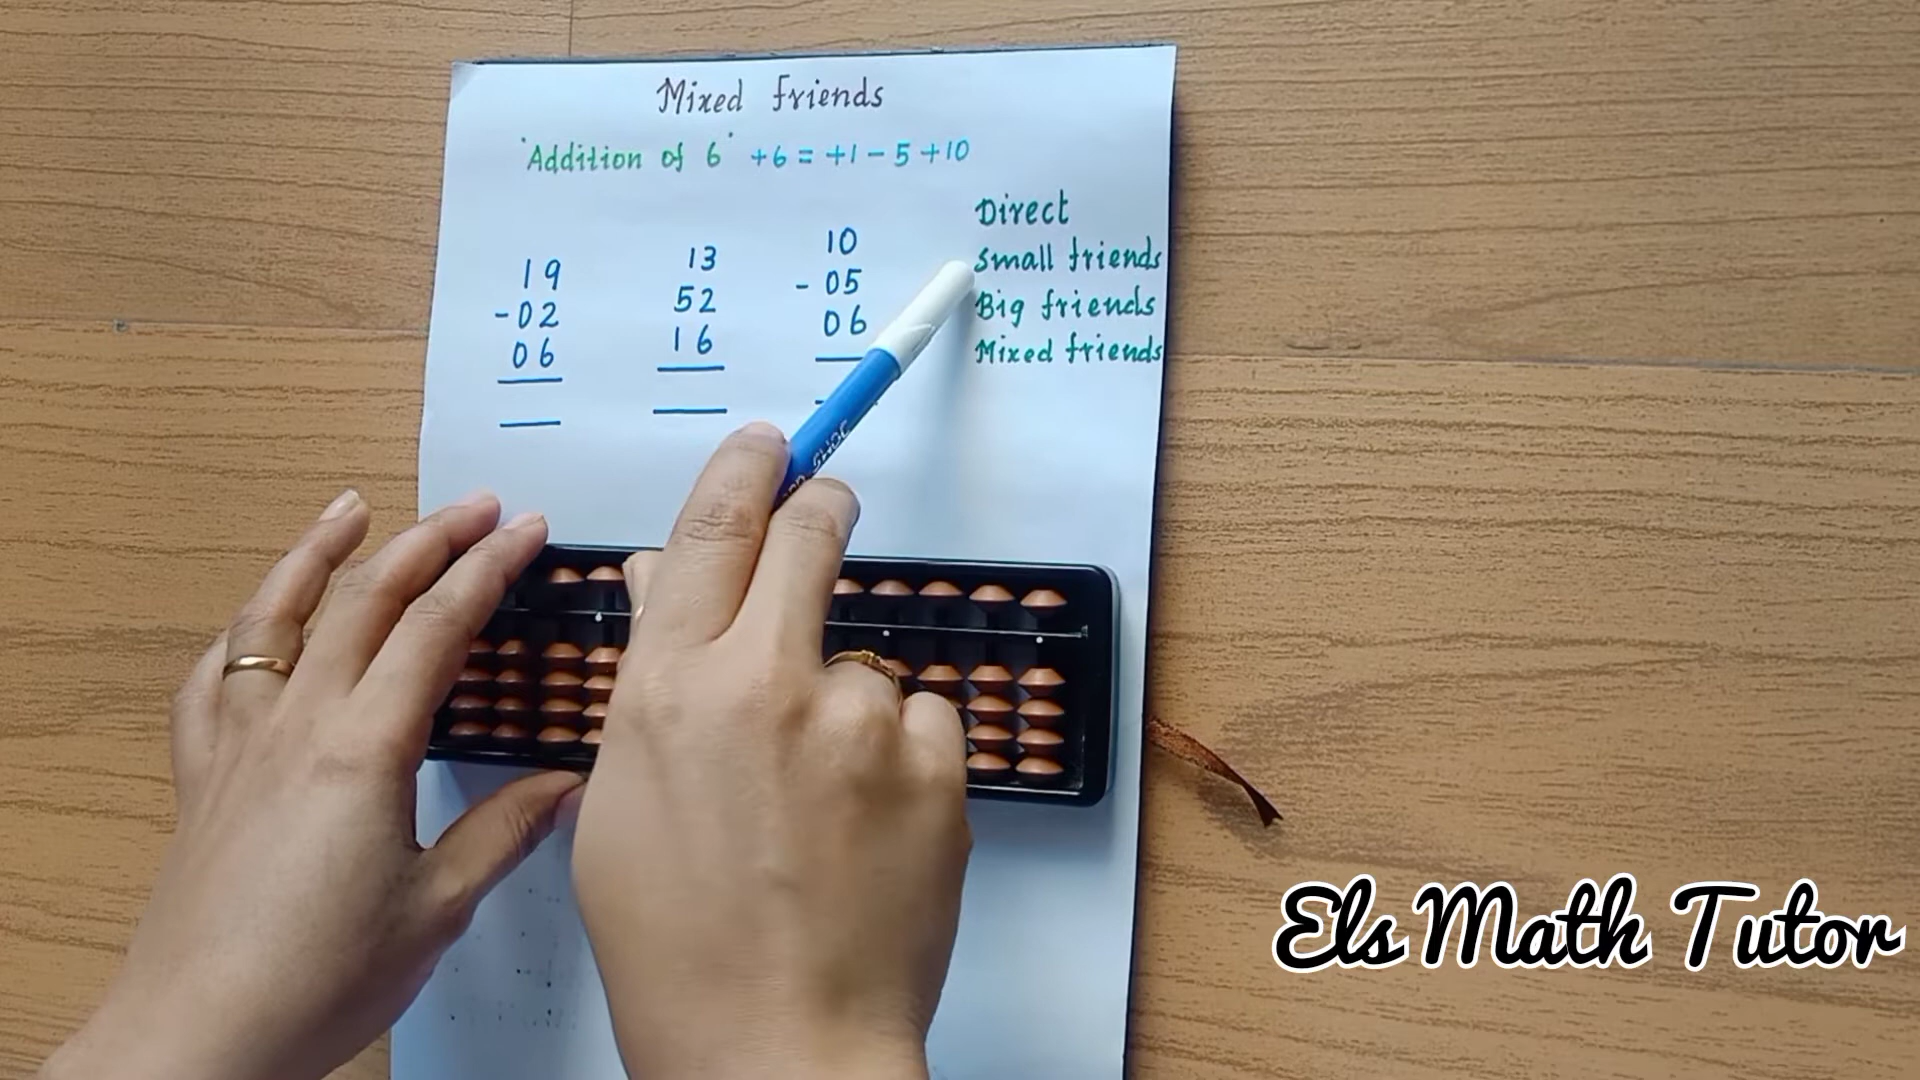 Mixed friends
"Addition of 6" +6 = +1 - 5 +10
19
-02
06
13
52
16
10
- 05
06
Direct
Small friends
Big friends
Mixed friends
Els Math Tutor